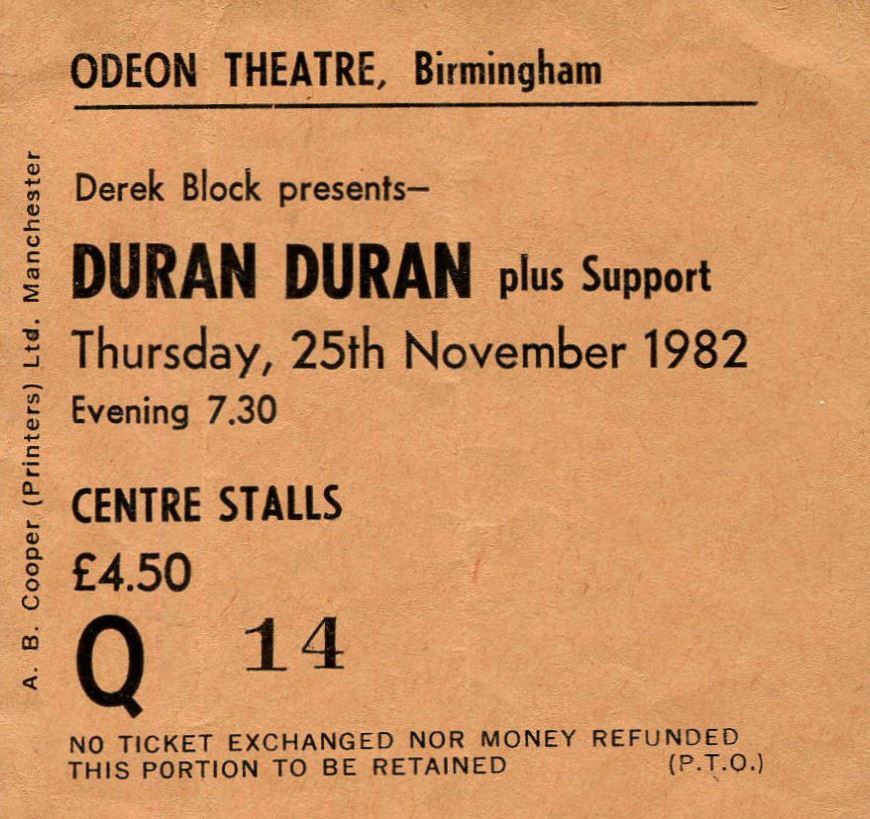 ODEON THEATRE, Birmingham
Derek Block presents—
DURAN DURAN plus Support
Thursday, 25th November 1982
Evening 7.30
CENTRE STALLS
£4.50
Q 14
NO TICKET EXCHANGED NOR MONEY REFUNDED
THIS PORTION TO BE RETAINED (P.T.O.)
A. B. Cooper (Printers) Ltd. Manchester